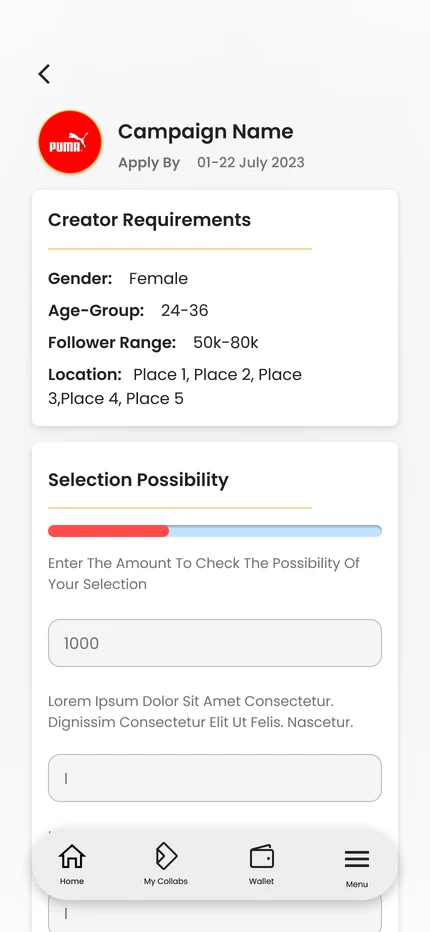 PUMA
Campaign Name
Apply By 01-22 July 2023
Creator Requirements
Gender: Female
Age-Group: 24-36
Follower Range: 50k-80k
Location: Place 1, Place 2, Place
3,Place 4, Place 5
Selection Possibility
Enter The Amount To Check The Possibility Of
Your Selection
1000
Lorem Ipsum Dolor Sit Amet Consectetur.
Dignissim Consectetur Elit Ut Felis. Nascetur.
|
Home
My Collabs
Wallet
Menu
|